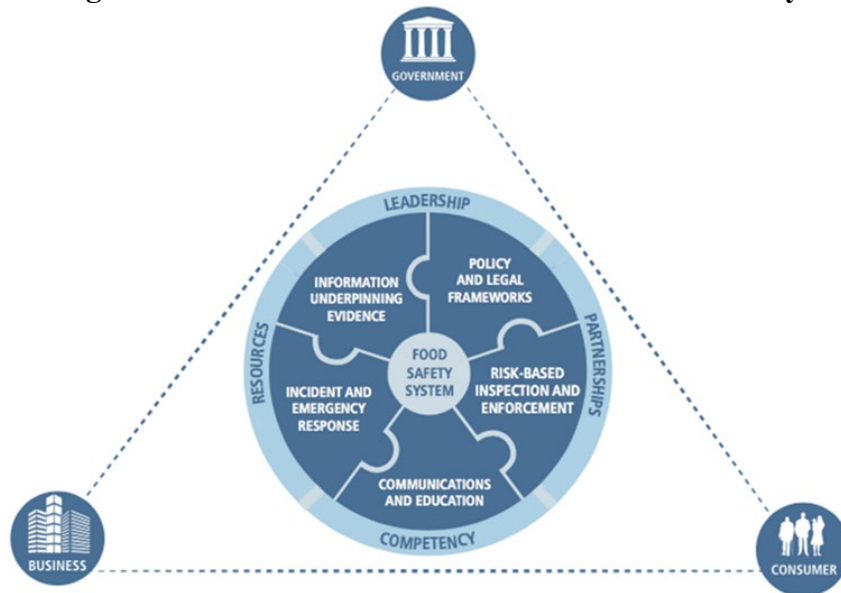 GOVERNMENT
LEADERSHIP
INFORMATION
UNDERPINNING
EVIDENCE
POLICY
AND LEGAL
FRAMEWORKS
RESOURCES
PARTNERSHIPS
FOOD
SAFETY
SYSTEM
INCIDENT AND
EMERGENCY
RESPONSE
RISK-BASED
INSPECTION AND
ENFORCEMENT
COMMUNICATIONS
AND EDUCATION
COMPETENCY
BUSINESS
CONSUMER